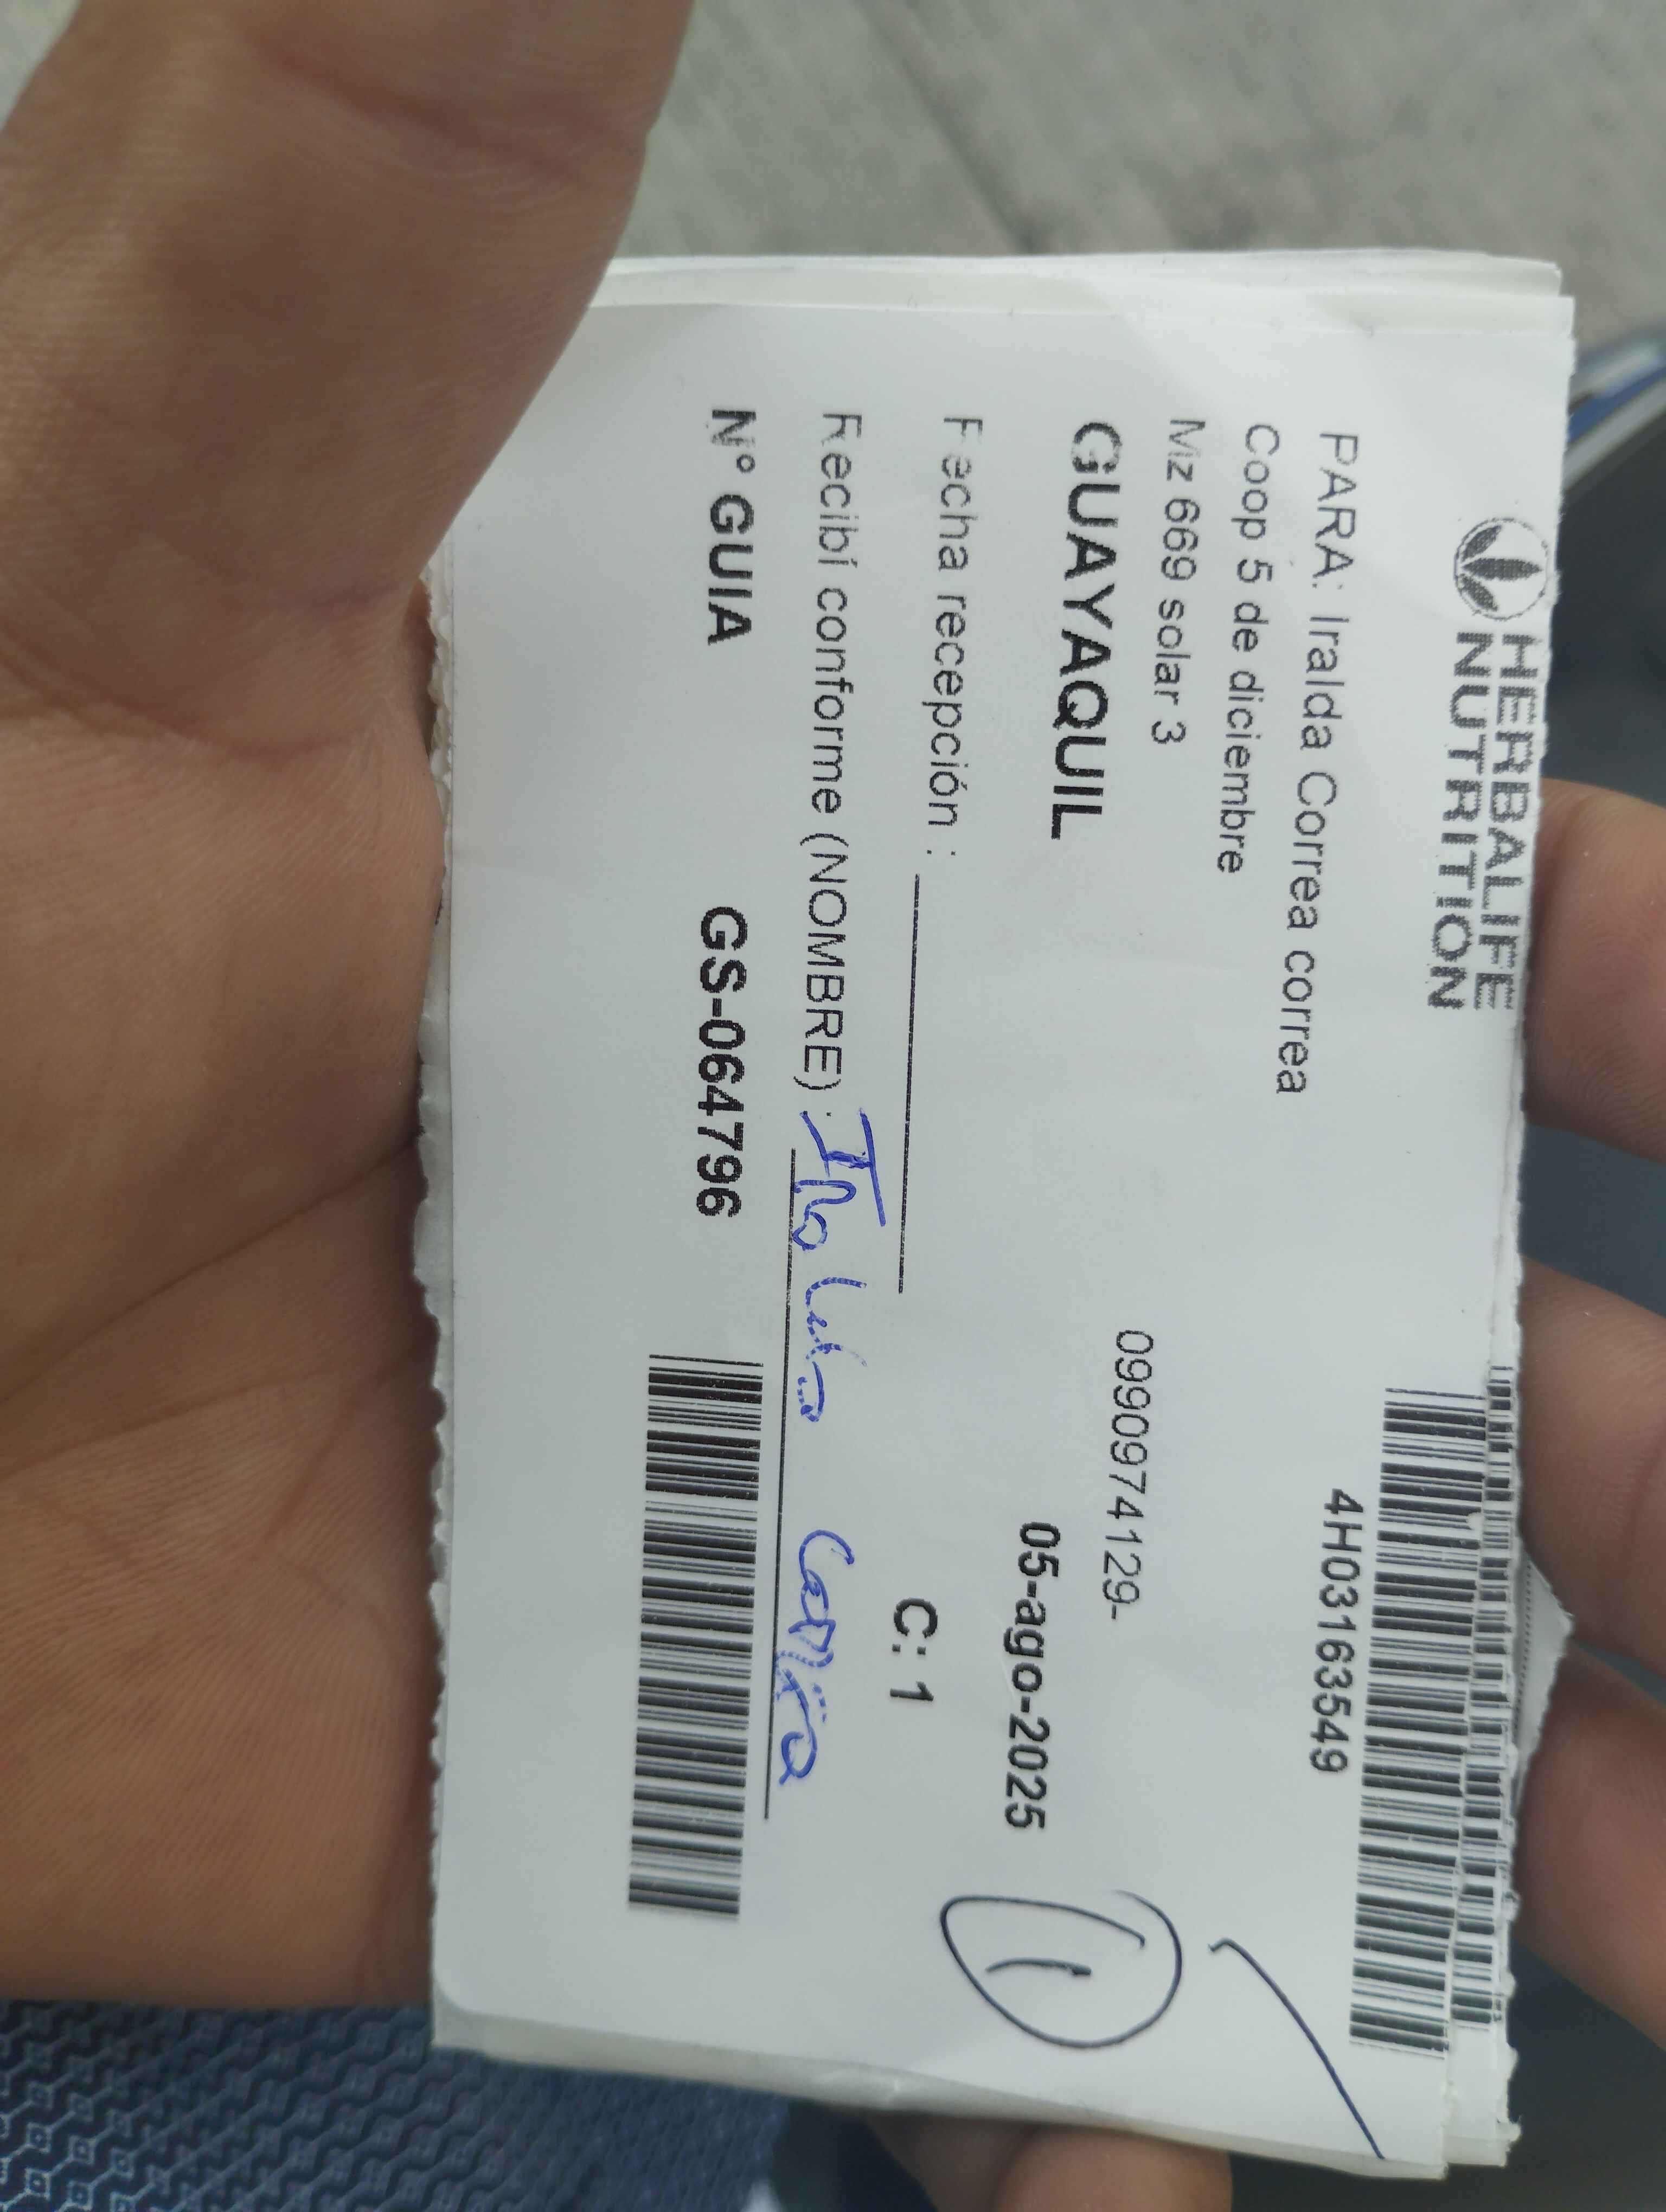 HERBALIFE
NUTRITION
4H03163549
PARA: Iralda Correa correa
Coop 5 de diciembre
Mz 669 solar 3
0990974129-
GUAYAQUIL
05-ago-2025
Fecha recepción :
C: 1
1
Recibí conforme (NOMBRE) :
N° GUIA GS-064796